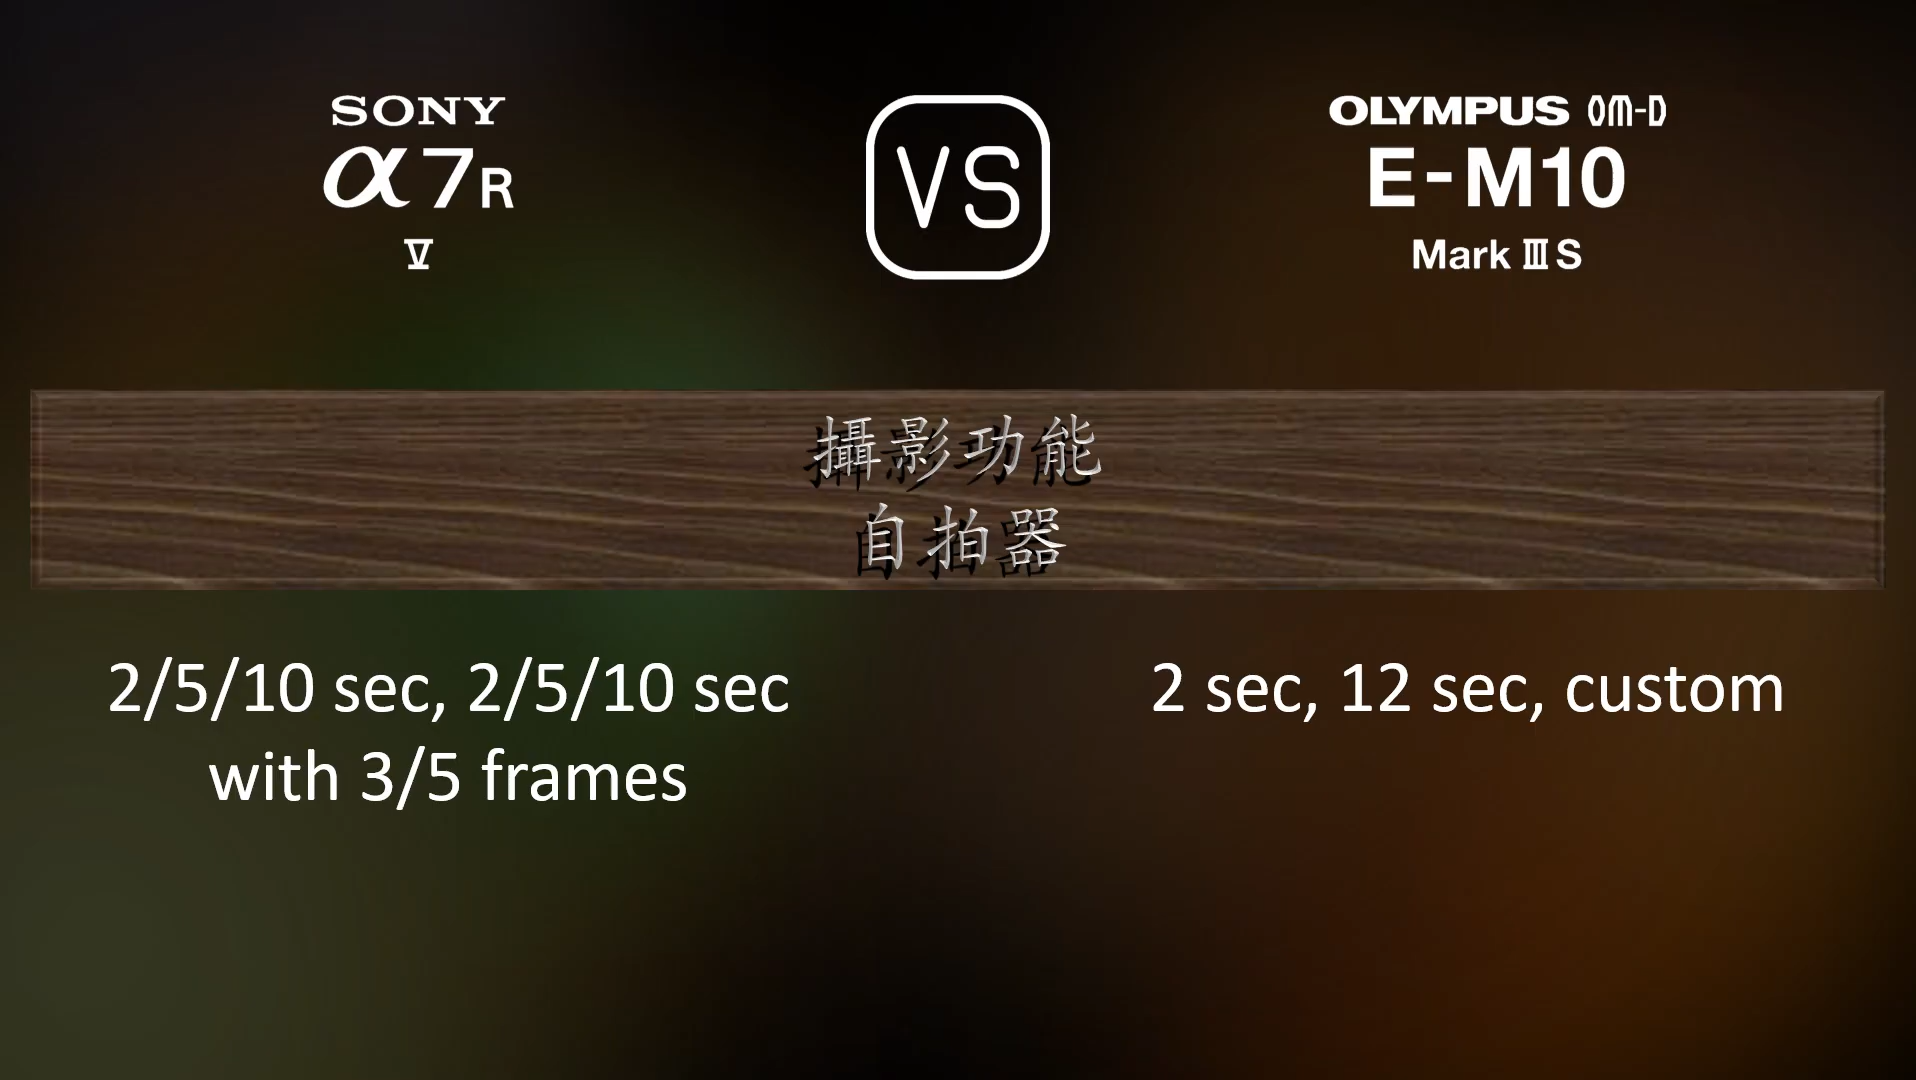 SONY
α7R
V
VS
OLYMPUS OM-D
E-M10
Mark III S
攝影功能
自拍器
2/5/10 sec, 2/5/10 sec
with 3/5 frames
2 sec, 12 sec, custom